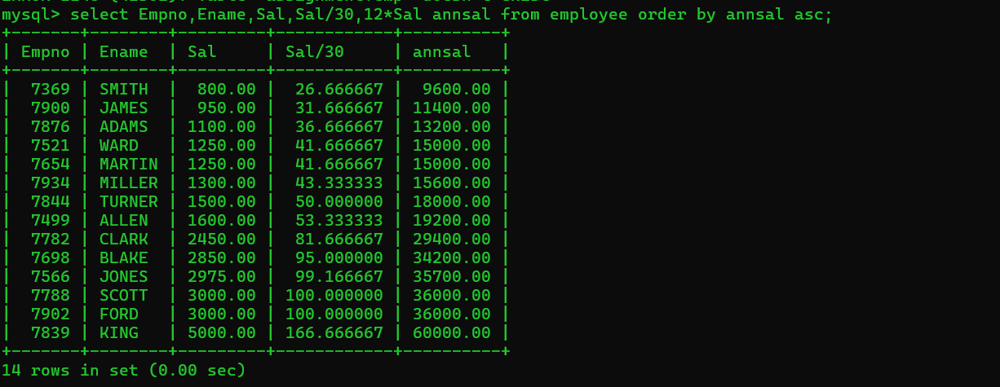 mysql> select Empno,Ename,Sal,Sal/30,12*Sal annsal from employee order by annsal asc;
+-------+--------+---------+------------+----------+
| Empno | Ename  | Sal     | Sal/30     | annsal   |
+-------+--------+---------+------------+----------+
|  7369 | SMITH  |  800.00 |  26.666667 |  9600.00 |
|  7900 | JAMES  |  950.00 |  31.666667 | 11400.00 |
|  7876 | ADAMS  | 1100.00 |  36.666667 | 13200.00 |
|  7521 | WARD   | 1250.00 |  41.666667 | 15000.00 |
|  7654 | MARTIN | 1250.00 |  41.666667 | 15000.00 |
|  7934 | MILLER | 1300.00 |  43.333333 | 15600.00 |
|  7844 | TURNER | 1500.00 |  50.000000 | 18000.00 |
|  7499 | ALLEN  | 1600.00 |  53.333333 | 19200.00 |
|  7782 | CLARK  | 2450.00 |  81.666667 | 29400.00 |
|  7698 | BLAKE  | 2850.00 |  95.000000 | 34200.00 |
|  7566 | JONES  | 2975.00 |  99.166667 | 35700.00 |
|  7788 | SCOTT  | 3000.00 | 100.000000 | 36000.00 |
|  7902 | FORD   | 3000.00 | 100.000000 | 36000.00 |
|  7839 | KING   | 5000.00 | 166.666667 | 60000.00 |
+-------+--------+---------+------------+----------+
14 rows in set (0.00 sec)